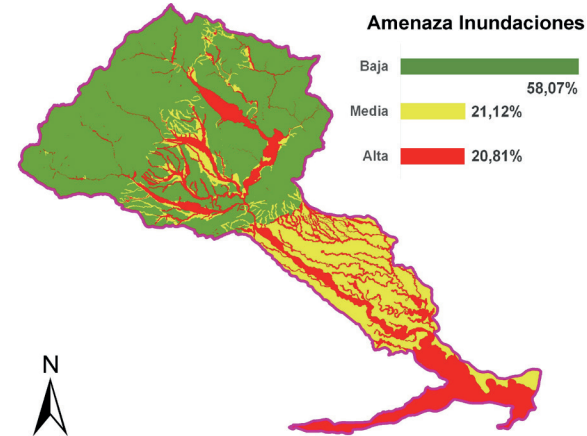 Amenaza Inundaciones
Baja
58,07%
Media
21,12%
Alta
20,81%
N